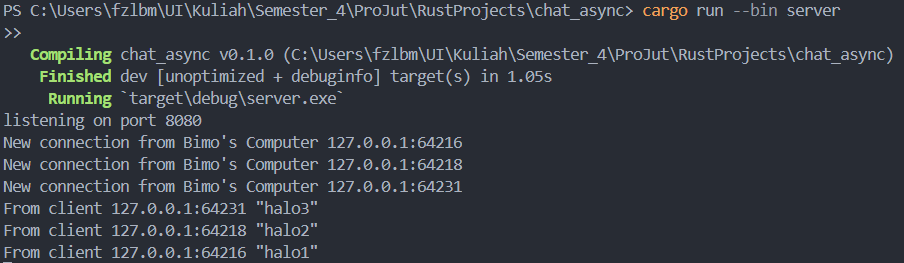 PS C:\Users\fzlbm\UI\Kuliah\Semester_4\ProJut\RustProjects\chat_async> cargo run --bin server
>>
   Compiling chat_async v0.1.0 (C:\Users\fzlbm\UI\Kuliah\Semester_4\ProJut\RustProjects\chat_async)
    Finished dev [unoptimized + debuginfo] target(s) in 1.05s
     Running `target\debug\server.exe`
listening on port 8080
New connection from Bimo's Computer 127.0.0.1:64216
New connection from Bimo's Computer 127.0.0.1:64218
New connection from Bimo's Computer 127.0.0.1:64231
From client 127.0.0.1:64231 "halo3"
From client 127.0.0.1:64218 "halo2"
From client 127.0.0.1:64216 "halo1"